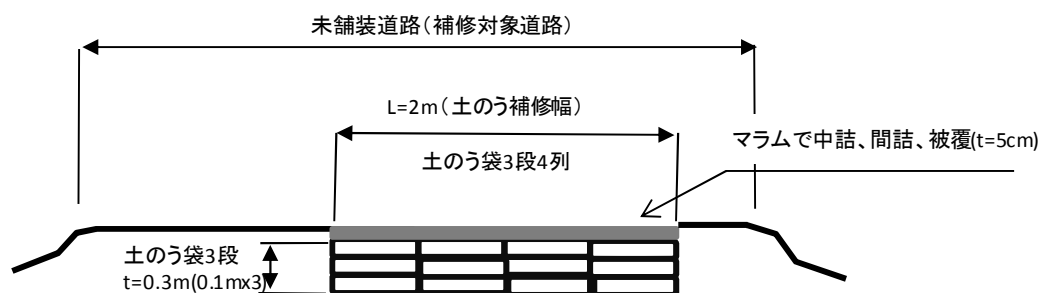 未舗装道路(補修対象道路)
L=2m(土のう補修幅)
マラムで中詰、間詰、被覆(t=5cm)
土のう袋3段4列
土のう袋3段
t=0.3m(0.1mx3)